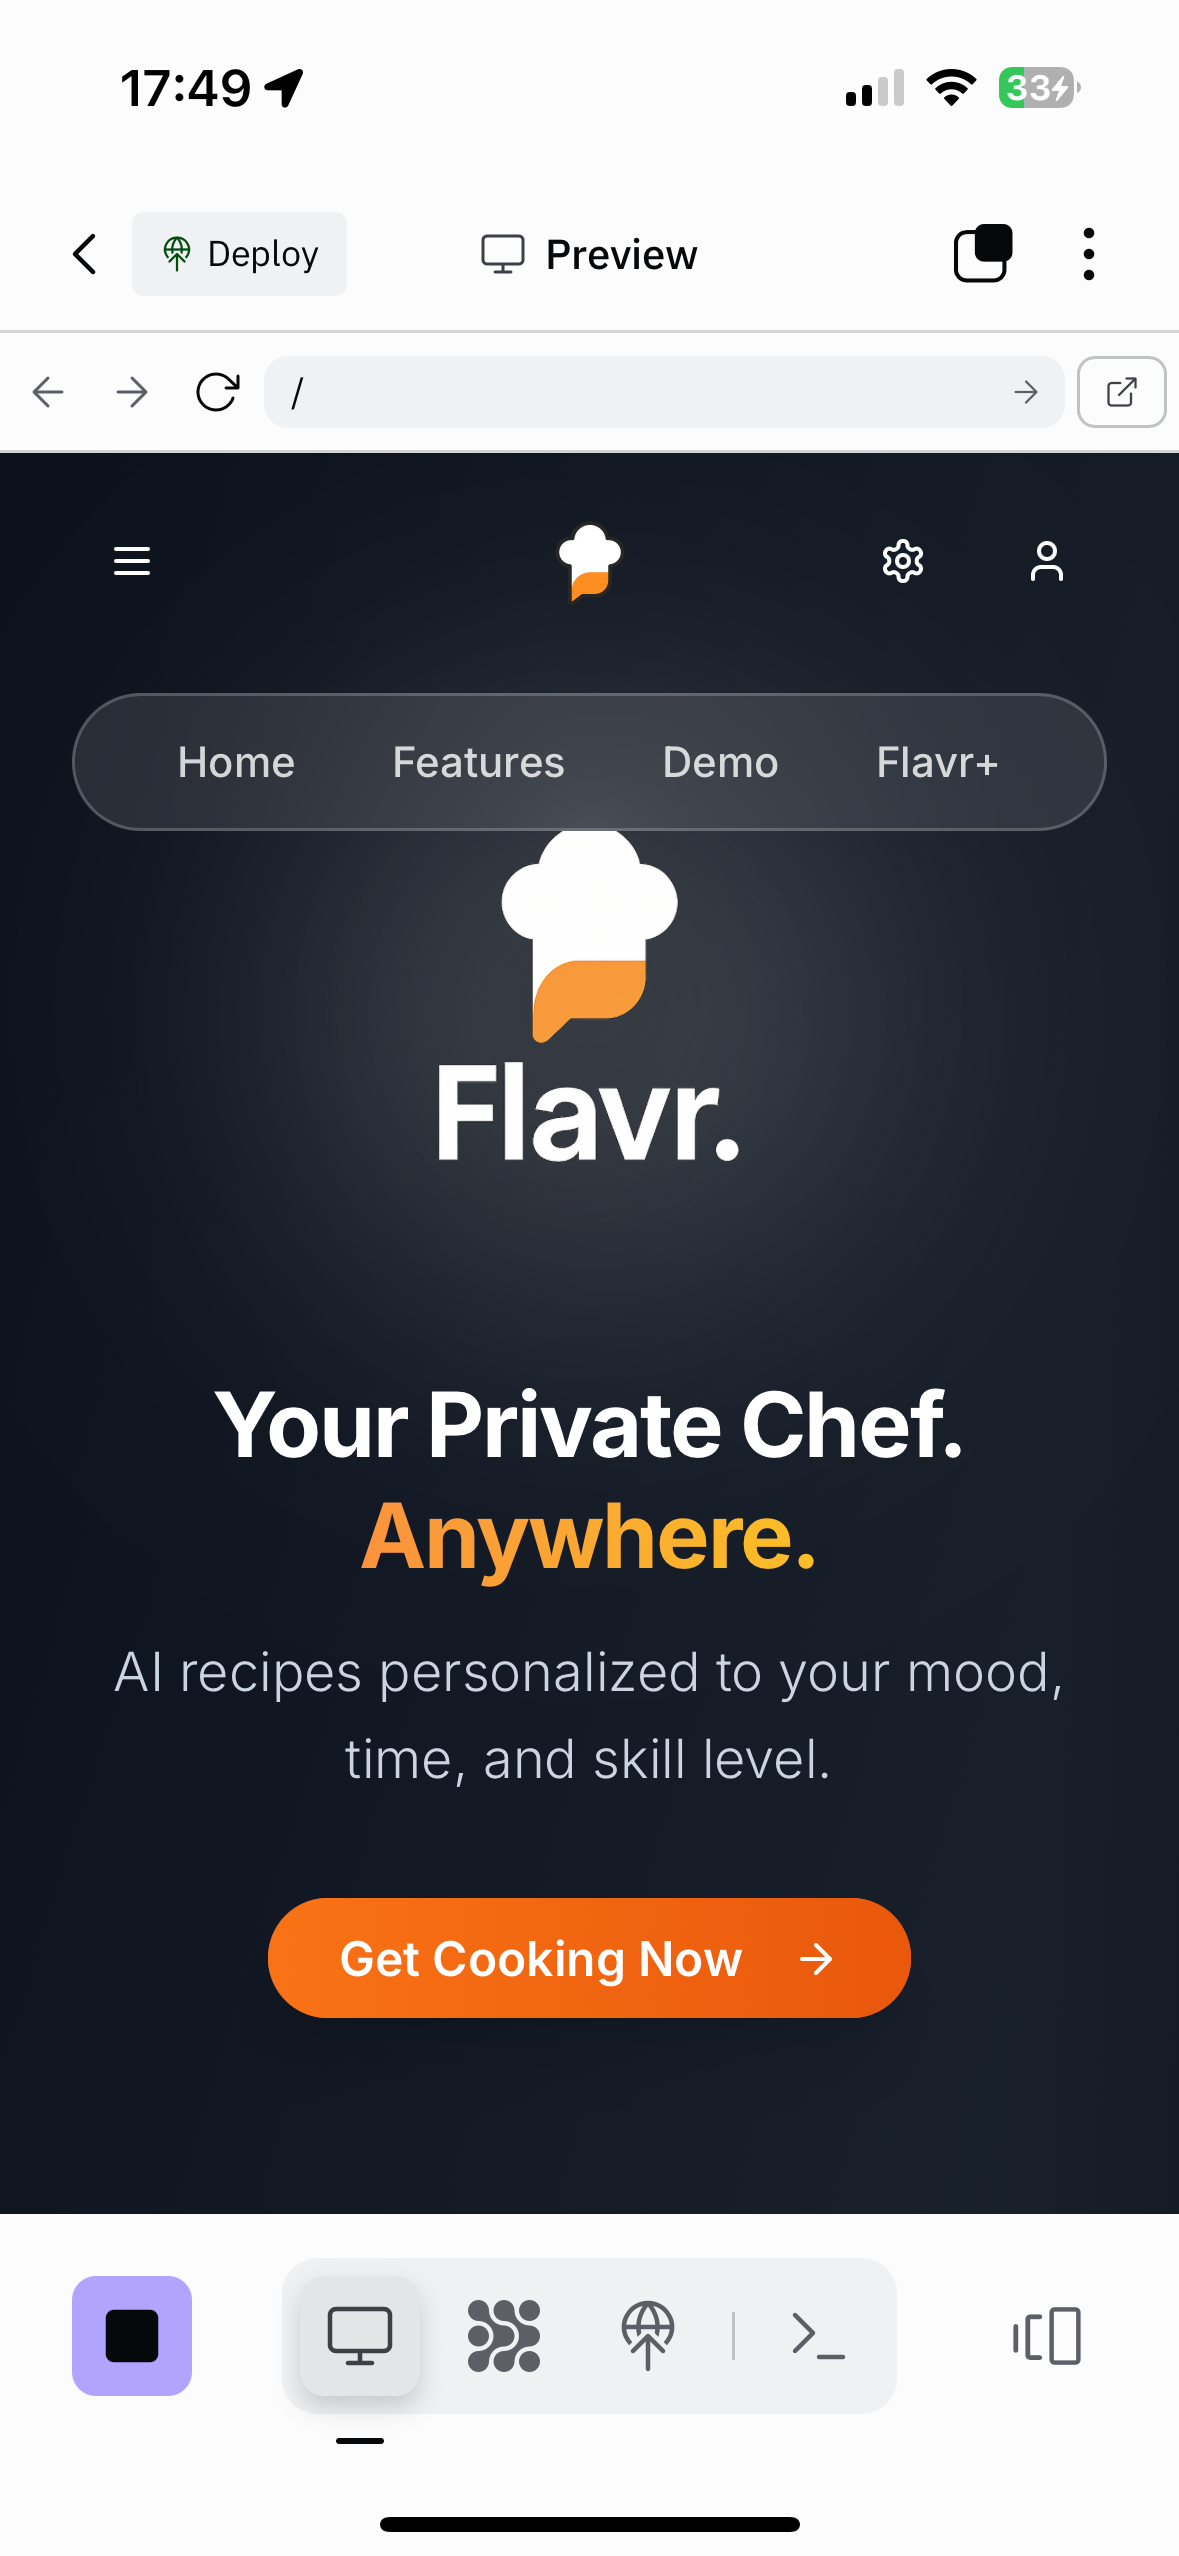 17:49
33
Deploy
Preview
/
Home Features Demo Flavr+
Flavr.
Your Private Chef.
Anywhere.
AI recipes personalized to your mood,
time, and skill level.
Get Cooking Now